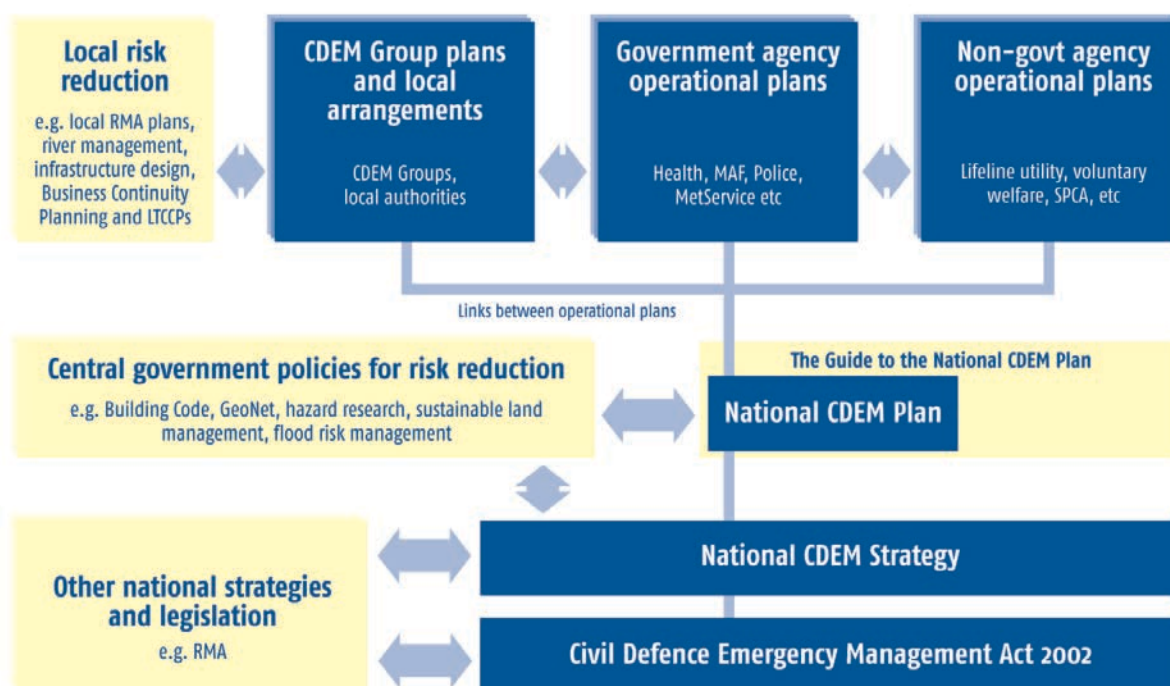 Local risk
reduction
e.g. local RMA plans,
river management,
infrastructure design,
Business Continuity
Planning and LTCCPs
CDEM Group plans
and local
arrangements
CDEM Groups,
local authorities
Government agency
operational plans
Health, MAF, Police,
MetService etc
Non-govt agency
operational plans
Lifeline utility, voluntary
welfare, SPCA, etc
Links between operational plans
Central government policies for risk reduction
e.g. Building Code, GeoNet, hazard research, sustainable land
management, flood risk management
The Guide to the National CDEM Plan
National CDEM Plan
Other national strategies
and legislation
e.g. RMA
National CDEM Strategy
Civil Defence Emergency Management Act 2002